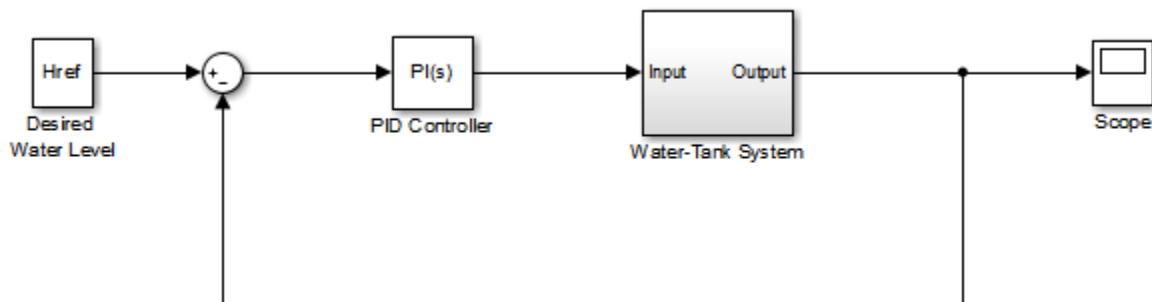 Href
Desired
Water Level
+
-
PI(s)
PID Controller
Input
Output
Water-Tank System
Scope